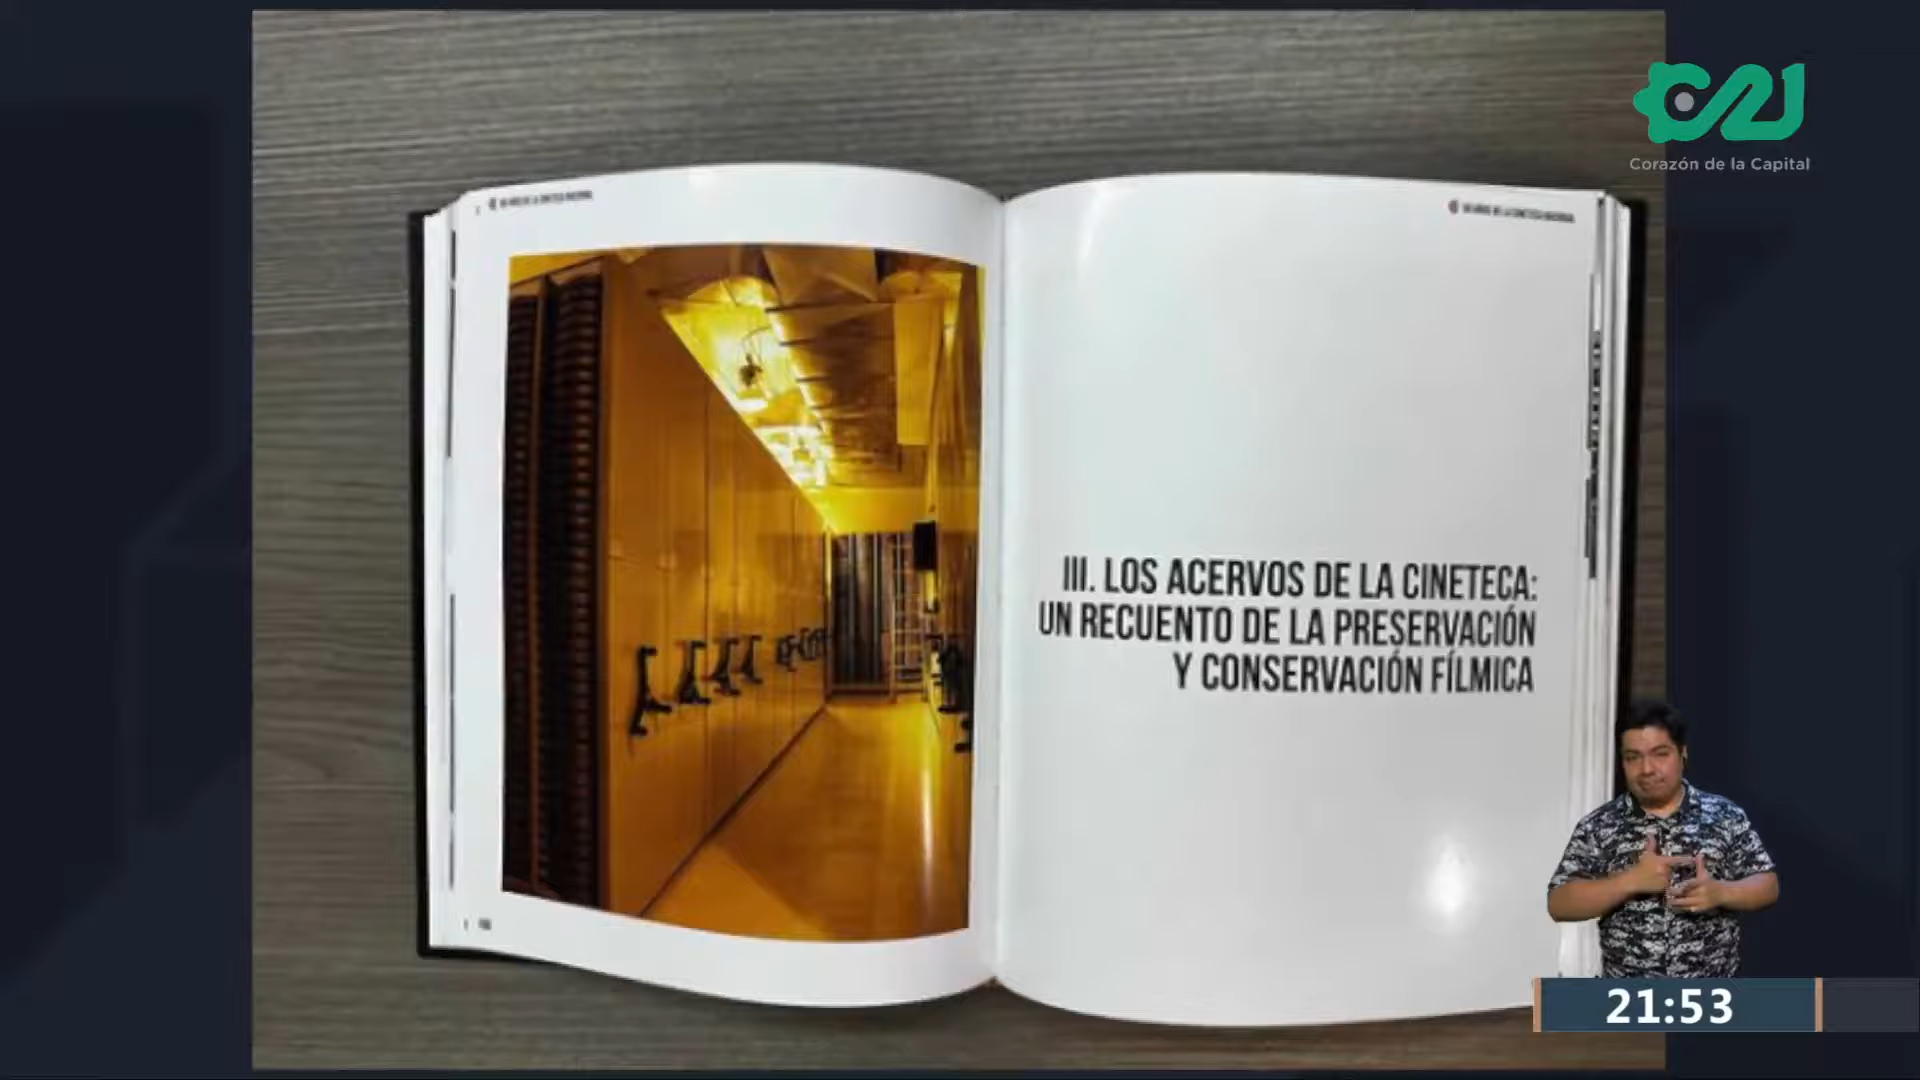 C21
Corazón de la Capital
III. LOS ACERVOS DE LA CINETECA:
UN RECUENTO DE LA PRESERVACIÓN
Y CONSERVACIÓN FÍLMICA
21:53